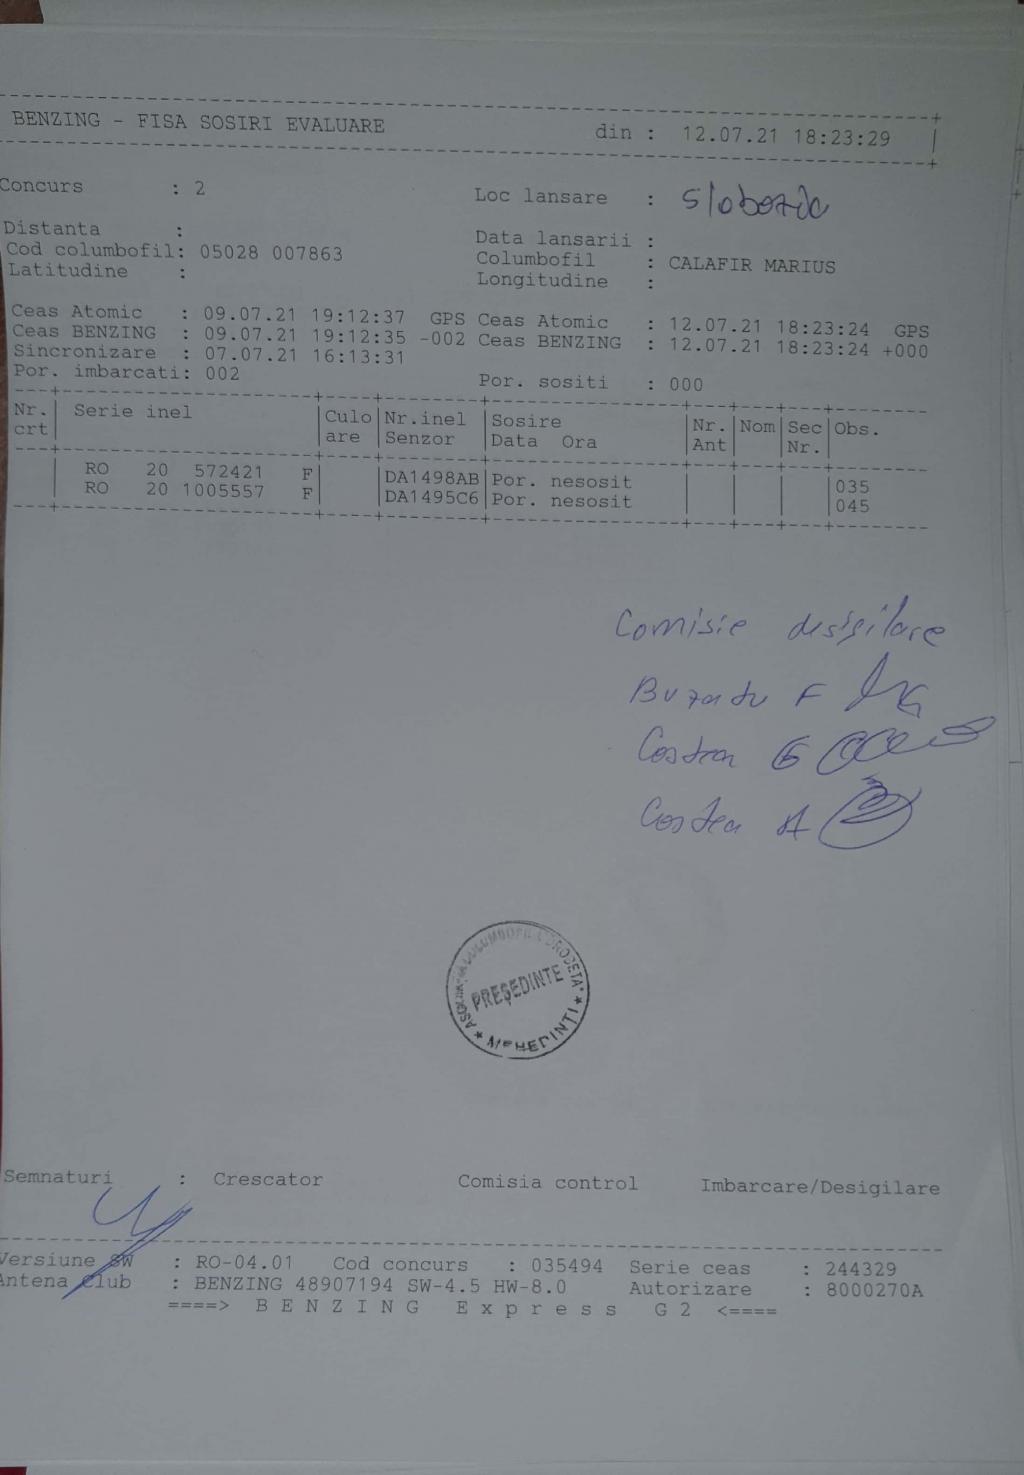 BENZING - FISA SOSIRI EVALUARE din : 12.07.21 18:23:29
Concurs : 2 Loc lansare : Slobozia
Distanta : Data lansarii :
Cod columbofil: 05028 007863 Columbofil : CALAFIR MARIUS
Latitudine : Longitudine :
Ceas Atomic : 09.07.21 19:12:37 GPS Ceas Atomic : 12.07.21 18:23:24 GPS
Ceas BENZING : 09.07.21 19:12:35 -002 Ceas BENZING : 12.07.21 18:23:24 +000
Sincronizare : 07.07.21 16:13:31
Por. imbarcati: 002 Por. sositi : 000
Nr. Serie inel Culo Nr.inel Sosire Nr. Nom Sec Obs.
crt are Senzor Data Ora Ant Nr.
RO 20 572421 F DA1498AB Por. nesosit 035
RO 20 1005557 F DA1495C6 Por. nesosit 045
Comisie desigilare
Buzatu F
Costea G
Costea A
ASOCIATIA COLUMBOFILA "DROBETA"
PREȘEDINTE
★ MEHEDINTI ★
Semnaturi : Crescator Comisia control Imbarcare/Desigilare
Versiune SW : RO-04.01 Cod concurs : 035494 Serie ceas : 244329
Antena Club : BENZING 48907194 SW-4.5 HW-8.0 Autorizare : 8000270A
====> B E N Z I N G E x p r e s s G 2 <====